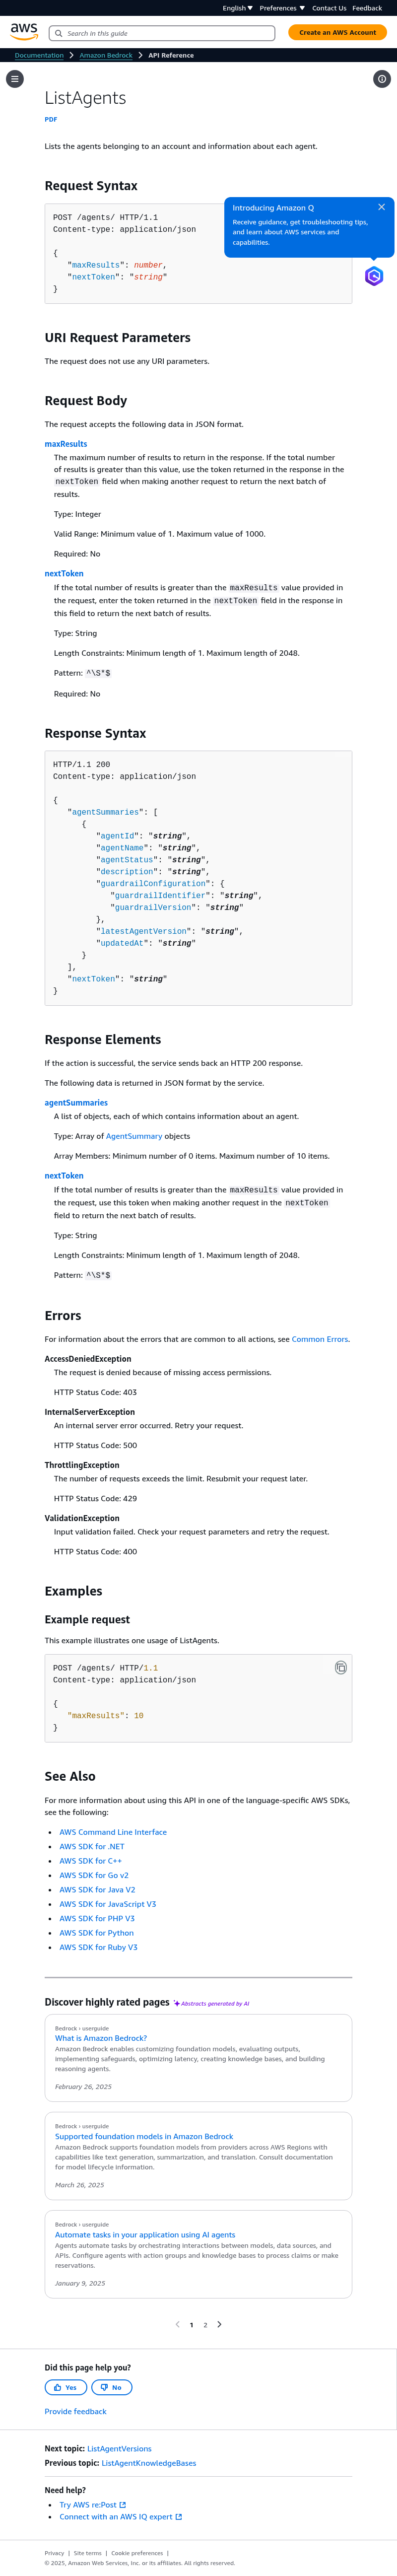 English Preferences Contact Us Feedback
aws Search in this guide Create an AWS Account
Documentation Amazon Bedrock API Reference
ListAgents
PDF
Lists the agents belonging to an account and information about each agent.
Request Syntax
POST /agents/ HTTP/1.1
Content-type: application/json
{
"maxResults": number,
"nextToken": "string"
}
Introducing Amazon Q
Receive guidance, get troubleshooting tips,
and learn about AWS services and
capabilities.
URI Request Parameters
The request does not use any URI parameters.
Request Body
The request accepts the following data in JSON format.
maxResults
The maximum number of results to return in the response. If the total number
of results is greater than this value, use the token returned in the response in the
nextToken field when making another request to return the next batch of
results.
Type: Integer
Valid Range: Minimum value of 1. Maximum value of 1000.
Required: No
nextToken
If the total number of results is greater than the maxResults value provided in
the request, enter the token returned in the nextToken field in the response in
this field to return the next batch of results.
Type: String
Length Constraints: Minimum length of 1. Maximum length of 2048.
Pattern: ^\S*$
Required: No
Response Syntax
HTTP/1.1 200
Content-type: application/json
{
"agentSummaries": [
{
"agentId": "string",
"agentName": "string",
"agentStatus": "string",
"description": "string",
"guardrailConfiguration": {
"guardrailIdentifier": "string",
"guardrailVersion": "string"
},
"latestAgentVersion": "string",
"updatedAt": "string"
}
],
"nextToken": "string"
}
Response Elements
If the action is successful, the service sends back an HTTP 200 response.
The following data is returned in JSON format by the service.
agentSummaries
A list of objects, each of which contains information about an agent.
Type: Array of AgentSummary objects
Array Members: Minimum number of 0 items. Maximum number of 10 items.
nextToken
If the total number of results is greater than the maxResults value provided in
the request, use this token when making another request in the nextToken
field to return the next batch of results.
Type: String
Length Constraints: Minimum length of 1. Maximum length of 2048.
Pattern: ^\S*$
Errors
For information about the errors that are common to all actions, see Common Errors.
AccessDeniedException
The request is denied because of missing access permissions.
HTTP Status Code: 403
InternalServerException
An internal server error occurred. Retry your request.
HTTP Status Code: 500
ThrottlingException
The number of requests exceeds the limit. Resubmit your request later.
HTTP Status Code: 429
ValidationException
Input validation failed. Check your request parameters and retry the request.
HTTP Status Code: 400
Examples
Example request
This example illustrates one usage of ListAgents.
POST /agents/ HTTP/1.1
Content-type: application/json
{
"maxResults": 10
}
See Also
For more information about using this API in one of the language-specific AWS SDKs,
see the following:
AWS Command Line Interface
AWS SDK for .NET
AWS SDK for C++
AWS SDK for Go v2
AWS SDK for Java V2
AWS SDK for JavaScript V3
AWS SDK for PHP V3
AWS SDK for Python
AWS SDK for Ruby V3
Discover highly rated pages Abstracts generated by AI
Bedrock › userguide
What is Amazon Bedrock?
Amazon Bedrock enables customizing foundation models, evaluating outputs,
implementing safeguards, optimizing latency, creating knowledge bases, and building
reasoning agents.
February 26, 2025
Bedrock › userguide
Supported foundation models in Amazon Bedrock
Amazon Bedrock supports foundation models from providers across AWS Regions with
capabilities like text generation, summarization, and translation. Consult documentation
for model lifecycle information.
March 26, 2025
Bedrock › userguide
Automate tasks in your application using AI agents
Agents automate tasks by orchestrating interactions between models, data sources, and
APIs. Configure agents with action groups and knowledge bases to process claims or make
reservations.
January 9, 2025
1 2
Did this page help you?
Yes No
Provide feedback
Next topic: ListAgentVersions
Previous topic: ListAgentKnowledgeBases
Need help?
Try AWS re:Post
Connect with an AWS IQ expert
Privacy | Site terms | Cookie preferences |
© 2025, Amazon Web Services, Inc. or its affiliates. All rights reserved.